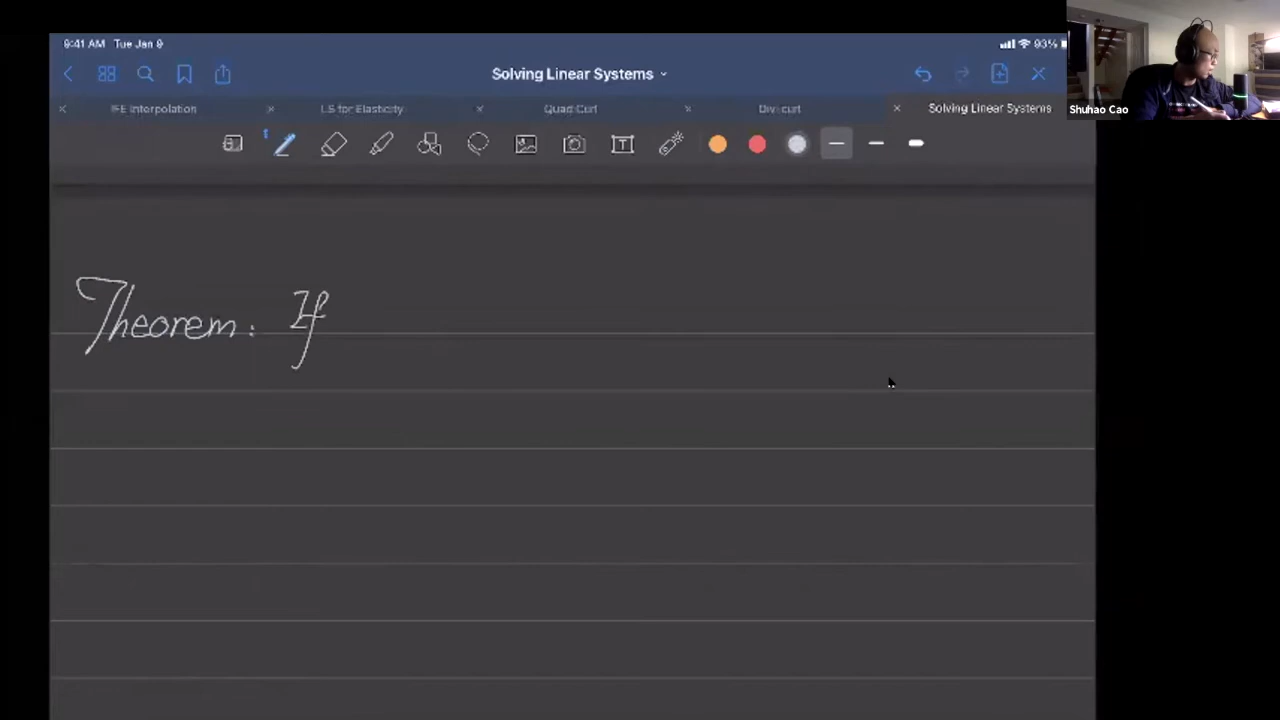 9:41 AM Tue Jan 9
93%
Solving Linear Systems
IFE Interpolation
LS for Elasticity
Quad Curl
Div-curl
Solving Linear Systems
Shuhao Cao
Theorem: If